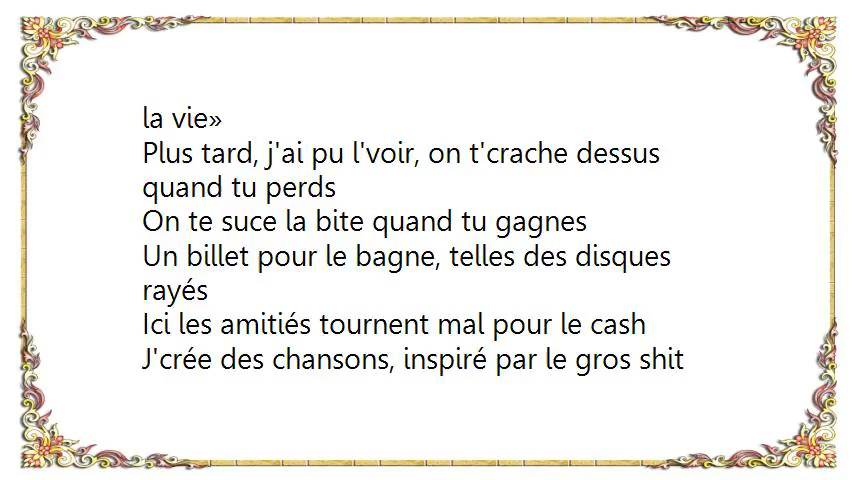 la vie»
Plus tard, j'ai pu l'voir, on t'crache dessus
quand tu perds
On te suce la bite quand tu gagnes
Un billet pour le bagne, telles des disques
rayés
Ici les amitiés tournent mal pour le cash
J'crée des chansons, inspiré par le gros shit